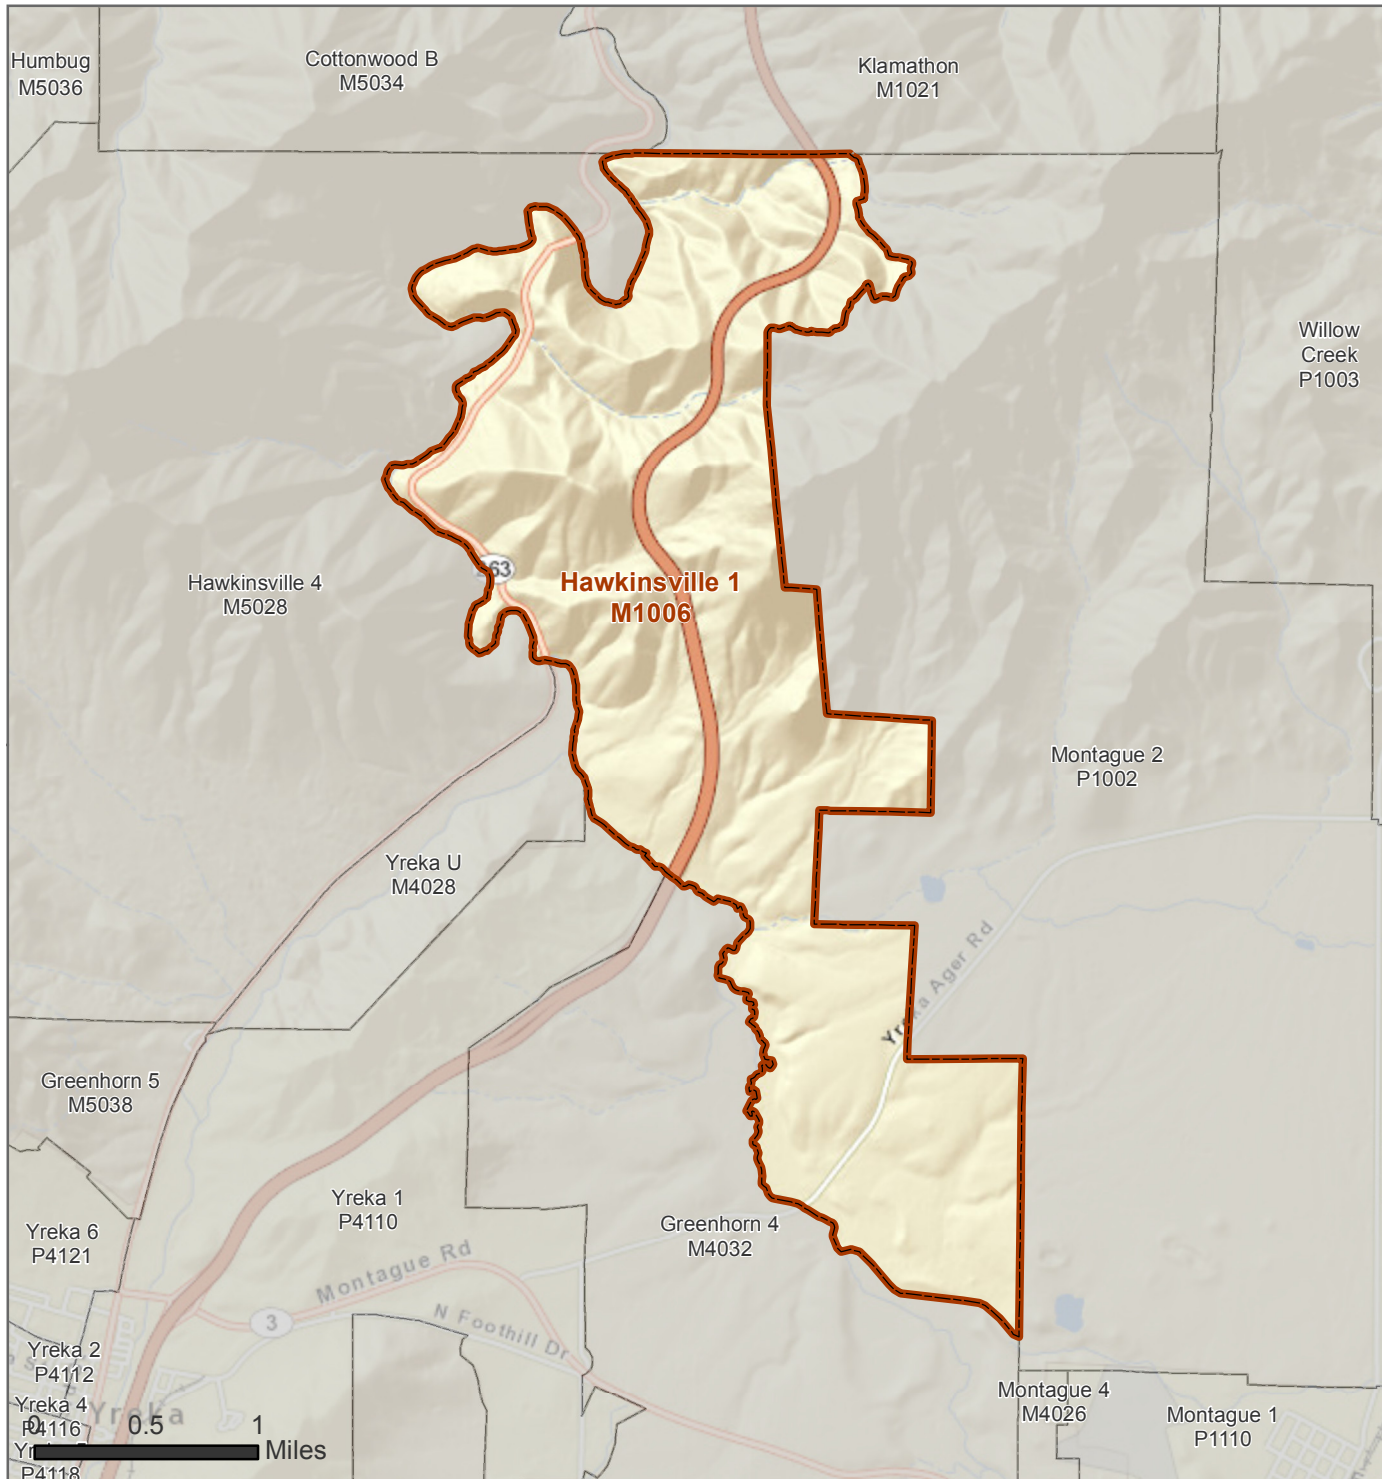 Humbug
M5036
Cottonwood B
M5034
Klamathon
M1021
Willow
Creek
P1003
Hawkinsville 4
M5028
63
Hawkinsville 1
M1006
Montague 2
P1002
Yreka U
M4028
Yreka Ager Rd
Greenhorn 5
M5038
Yreka 1
P4110
Yreka 6
P4121
Greenhorn 4
M4032
Montague Rd
3
N Foothill Dr
Yreka 2
P4112
Yreka 4
P4116
Yreka
P4118
Montague 4
M4026
Montague 1
P1110
0 0.5 1
Miles